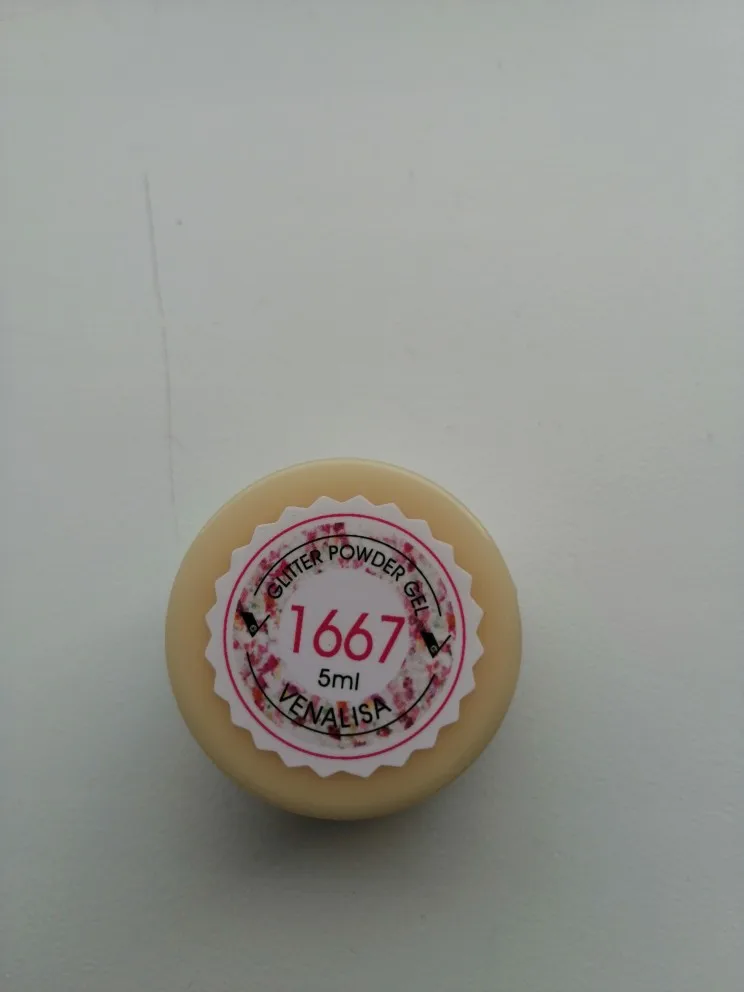 GLITTER POWDER GEL
1667
5ml
VENALISA